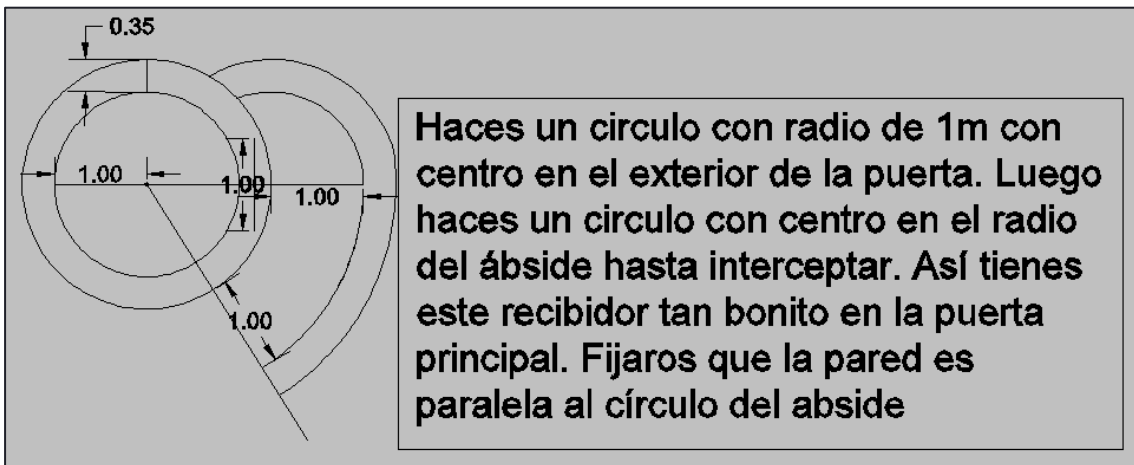 0.35
1.00
1.00
1.00
1.00
Haces un circulo con radio de 1m con
centro en el exterior de la puerta. Luego
haces un circulo con centro en el radio
del ábside hasta interceptar. Así tienes
este recibidor tan bonito en la puerta
principal. Fijaros que la pared es
paralela al círculo del abside